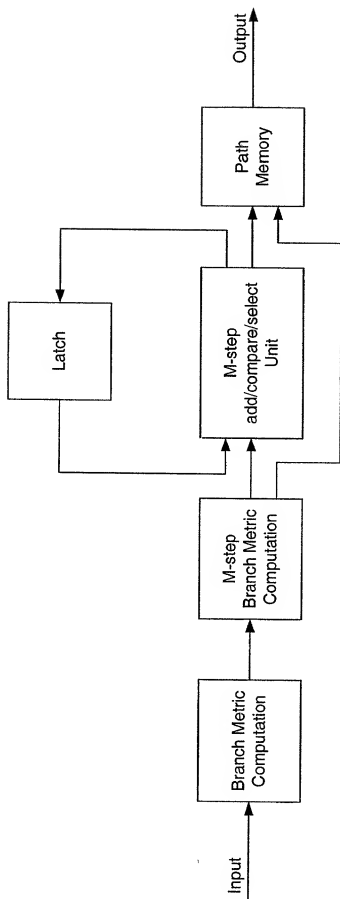 Input
Branch Metric
Computation
M-step
Branch Metric
Computation
M-step
add/compare/select
Unit
Latch
Path
Memory
Output